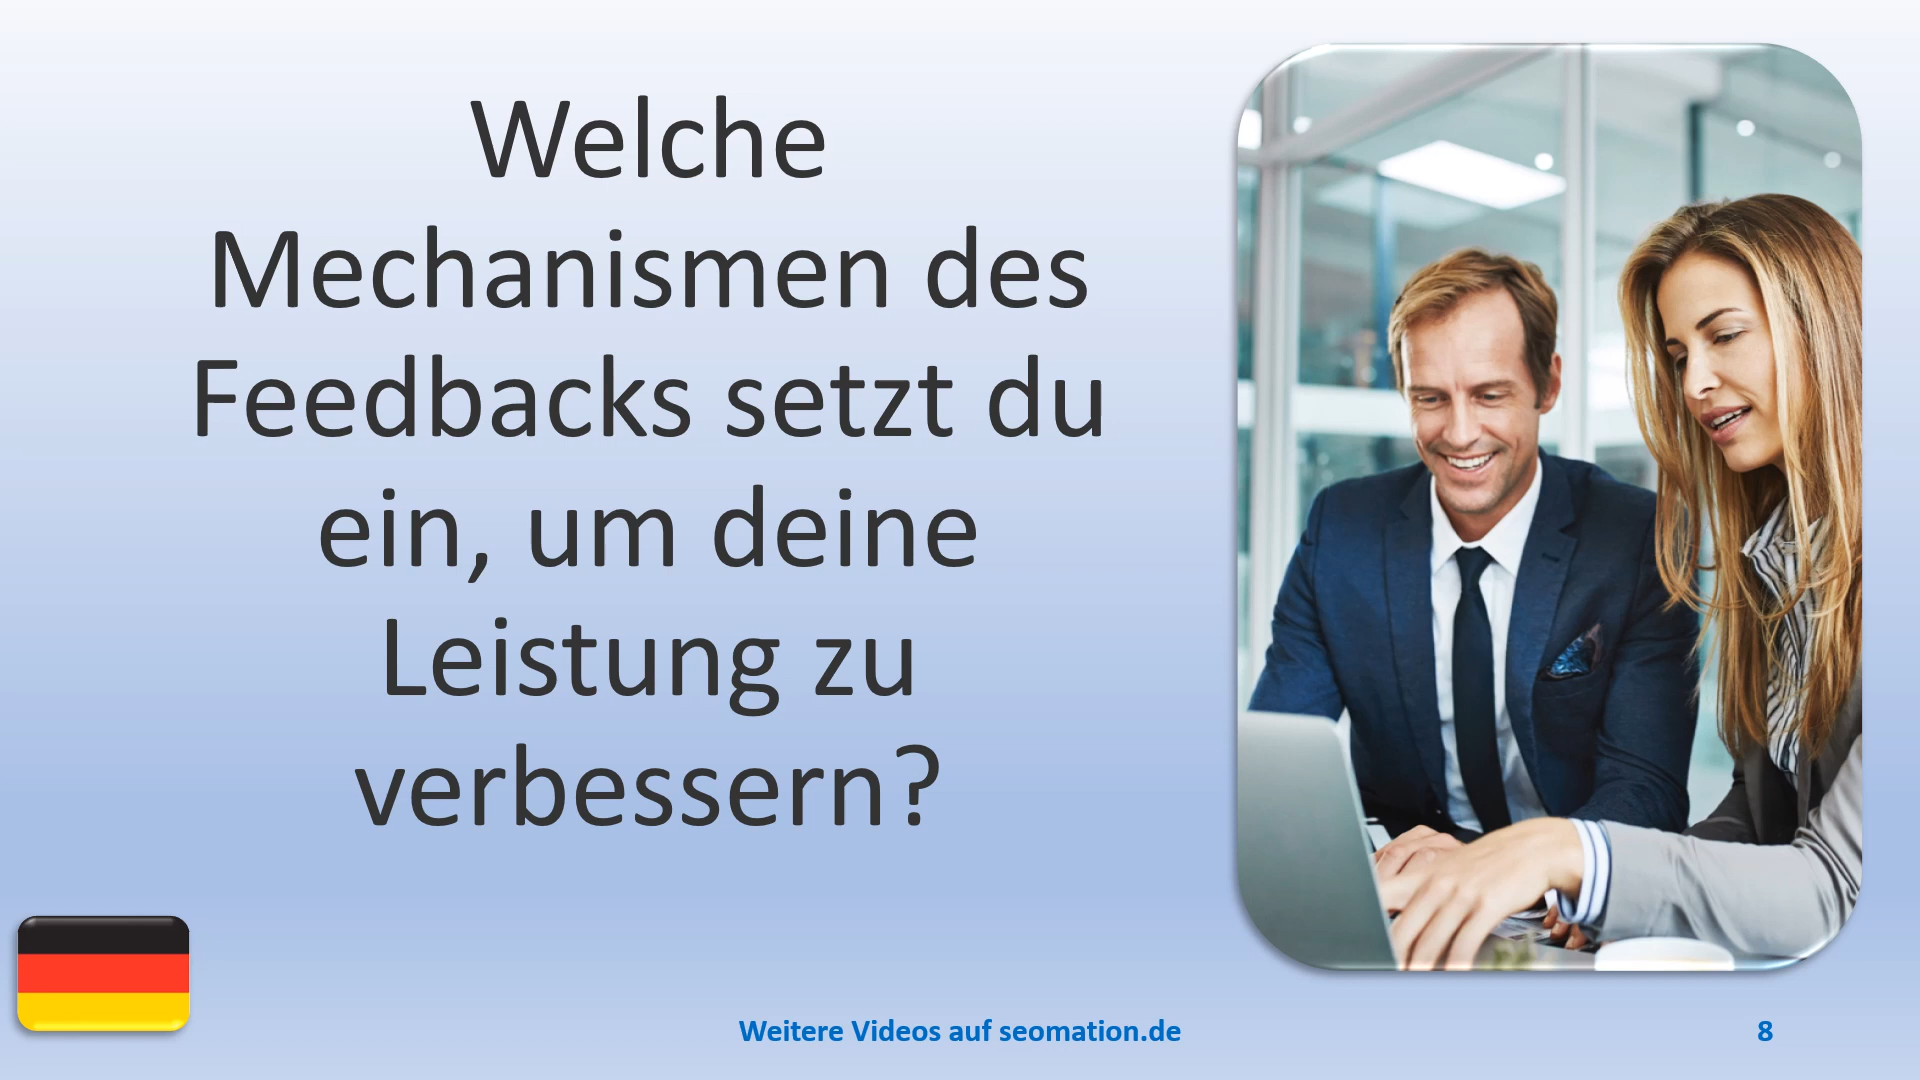 Welche
Mechanismen des
Feedbacks setzt du
ein, um deine
Leistung zu
verbessern?
Weitere Videos auf seomation.de
8